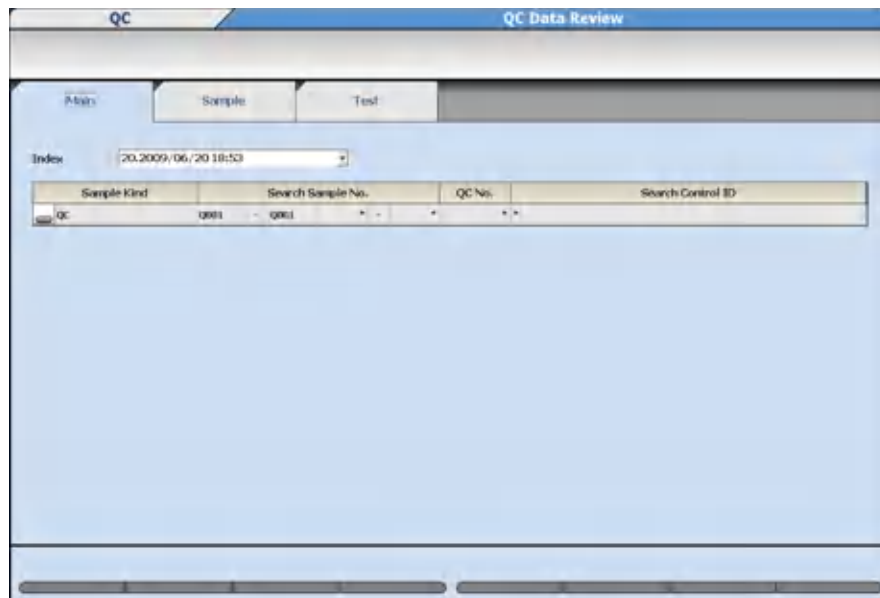 QC QC Data Review
Main Sample Test
Index 20.2009/06/20 18:53
Sample Kind Search Sample No. QC No. Search Control ID
QC Q001 - Q001 * - * * *